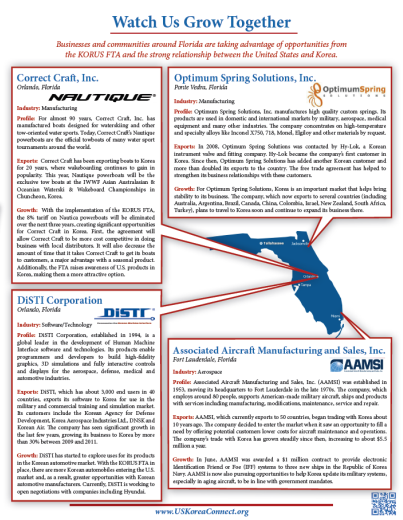 Watch Us Grow Together
Businesses and communities around Florida are taking advantage of opportunities from
the KORUS FTA and the strong relationship between the United States and Korea.
Correct Craft, Inc.
Orlando, Florida
NAUTIQUE
Industry: Manufacturing
Profile: For almost 90 years, Correct Craft, Inc. has
manufactured boats designed for waterskiing and other
tow-oriented water sports. Today, Correct Craft's Nautique
powerboats are the official towboats of many water sport
tournaments around the world.
Exports: Correct Craft has been exporting boats to Korea
for 20 years, where wakeboarding continues to gain in
popularity. This year, Nautique powerboats will be the
exclusive tow boats at the IWWF Asian Australasian &
Oceanian Waterski & Wakeboard Championships in
Chuncheon, Korea.
Growth: With the implementation of the KORUS FTA,
the 8% tariff on Nautica powerboats will be eliminated
over the next three years, creating significant opportunities
for Correct Craft in Korea. First, the agreement will
allow Correct Craft to be more cost competitive in doing
business with local distributors. It will also decrease the
amount of time that it takes Correct Craft to get its boats
to customers, a major advantage with a seasonal product.
Additionally, the FTA raises awareness of U.S. products in
Korea, making them a more attractive option.
Optimum Spring Solutions, Inc.
Ponte Vedra, Florida
OptimumSpring
SOLUTIONS
Industry: Manufacturing
Profile: Optimum Spring Solutions, Inc. manufactures high quality custom springs. Its
products are used in domestic and international markets by military, aerospace, medical
equipment and many other industries. The company concentrates on high-temperature
and specialty alloys like Inconel X750, 718, Monel, Elgiloy and other materials by request.
Exports: In 2008, Optimum Spring Solutions was contacted by Hy-Lok, a Korean
instrument valve and fitting company. Hy-Lok became the company's first customer in
Korea. Since then, Optimum Spring Solutions has added another Korean customer and
more than doubled its exports to the country. The free trade agreement has helped to
strengthen its business relationships with these customers.
Growth: For Optimum Spring Solutions, Korea is an important market that helps bring
stability to its business. The company, which now exports to several countries (including
Australia, Argentina, Brazil, Canada, China, Colombia, Israel, New Zealand, South Africa,
Turkey), plans to travel to Korea soon and continue to expand its business there.
Tallahassee
Jacksonville
Orlando
Tampa
DiSTI Corporation
Orlando, Florida
DiSTI
Industry: Software/Technology
Profile: DiSTI Corporation, established in 1994, is a
global leader in the development of Human Machine
Interface software and technologies. Its products enable
programmers and developers to build high-fidelity
graphics, 3D simulations and fully interactive controls
and displays for the aerospace, defense, medical and
automotive industries.
Exports: DiSTI, which has about 3,000 end users in 40
countries, exports its software to Korea for use in the
military and commercial training and simulation market.
Its customers include the Korean Agency for Defense
Development, Korea Aerospace Industries Ltd., DNSK and
Korean Air. The company has seen significant growth in
the last few years, growing its business to Korea by more
than 30% between 2009 and 2011.
Growth: DiSTI has started to explore uses for its products
in the Korean automotive market. With the KORUS FTA in
place, there are more Korean automobiles entering the U.S.
market and, as a result, greater opportunities with Korean
automotive manufacturers. Currently, DiSTI is working to
open negotiations with companies including Hyundai.
Associated Aircraft Manufacturing and Sales, Inc.
Fort Lauderdale, Florida
AAMSI
Industry: Aerospace
Profile: Associated Aircraft Manufacturing and Sales, Inc. (AAMSI) was established in
1953, moving its headquarters to Fort Lauderdale in the late 1970s. The company, which
employs around 80 people, supports American-made military aircraft, ships and products
with services including manufacturing, modifications, maintenance, service and repair.
Exports: AAMSI, which currently exports to 50 countries, began trading with Korea about
10 years ago. The company decided to enter the market when it saw an opportunity to fill a
need by offering potential customers lower costs for aircraft maintenance and operations.
The company's trade with Korea has grown steadily since then, increasing to about $5.5
million a year.
Growth: In June, AAMSI was awarded a $1 million contract to provide electronic
Identification Friend or Foe (IFF) systems to three new ships in the Republic of Korea
Navy. AAMSI is now also pursuing opportunities to help Korea update its military systems,
especially in aging aircraft, to be in line with government mandates.
www.USKoreaConnect.org